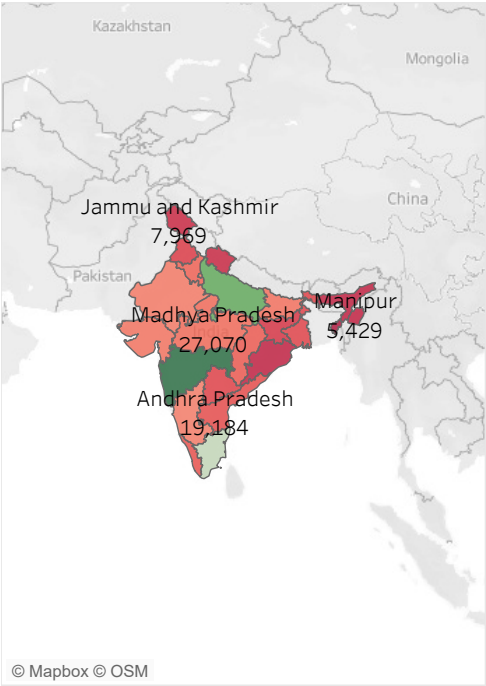 Kazakhstan
Mongolia
China
Jammu and Kashmir
7,969
Pakistan
Manipur
5,429
Madhya Pradesh
India
27,070
Andhra Pradesh
19,184
© Mapbox © OSM